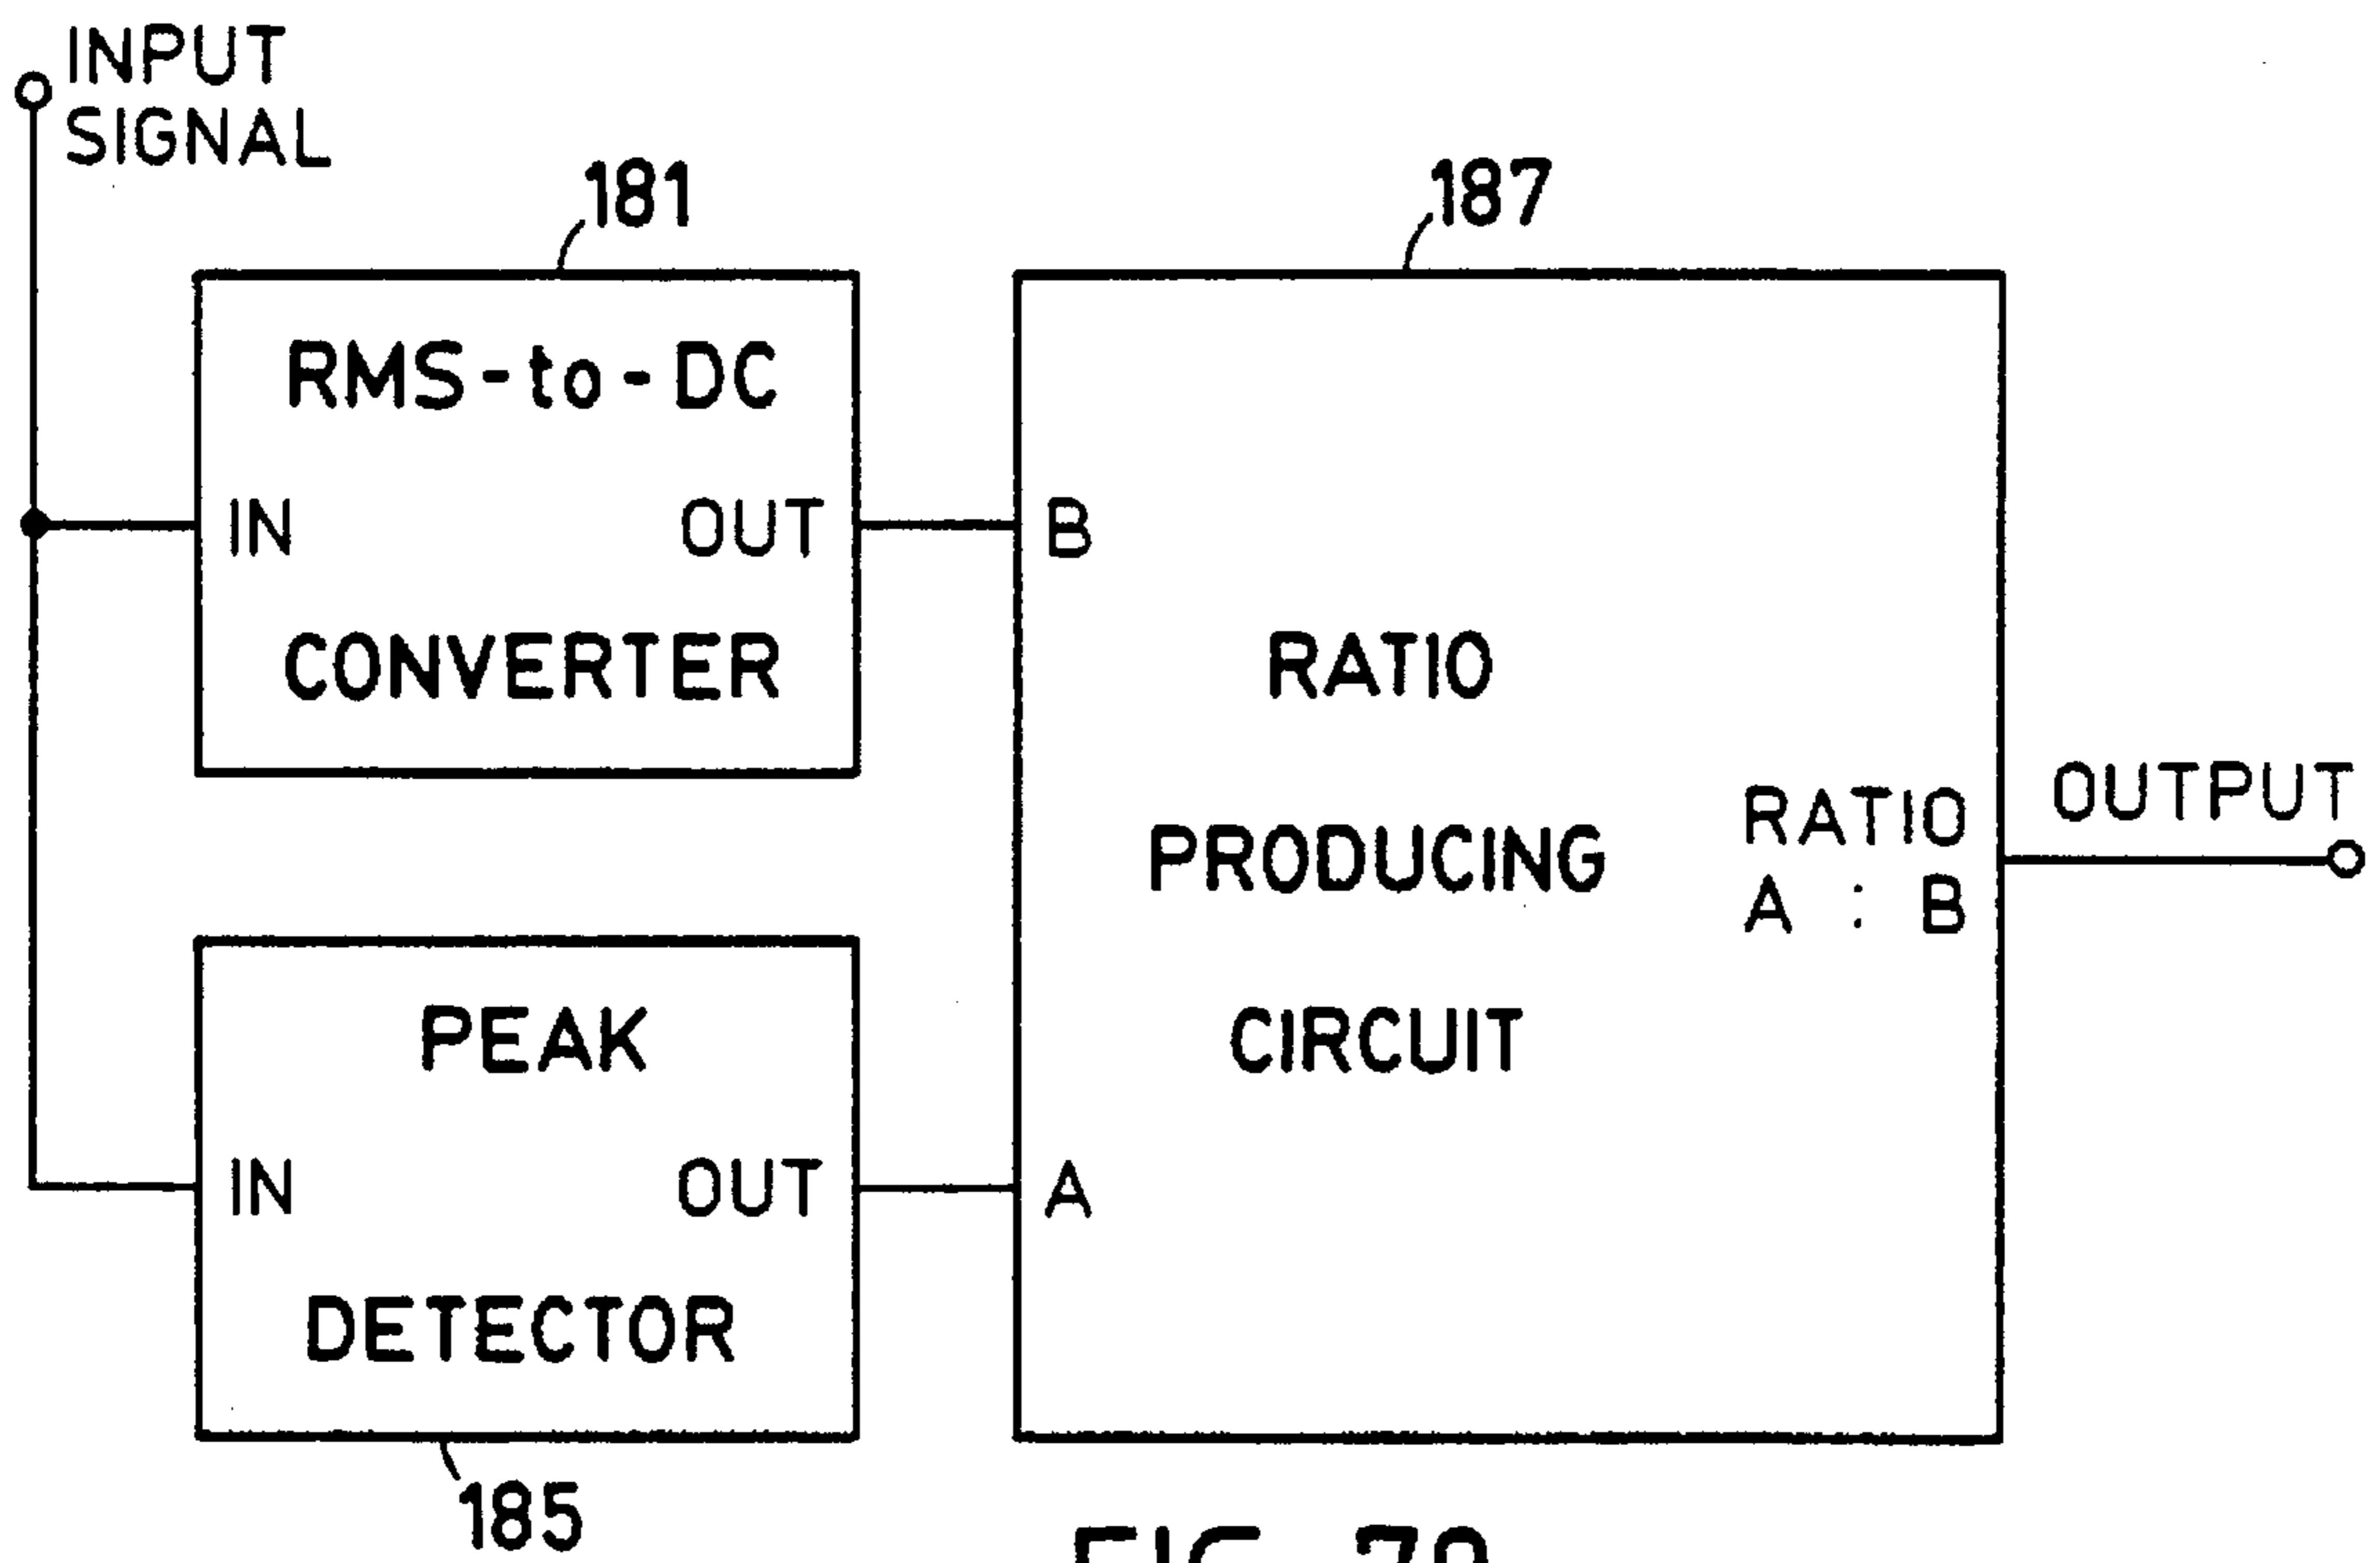 INPUT
SIGNAL
181
187
RMS-to-DC
IN
OUT
CONVERTER
B
RATIO
PRODUCING
CIRCUIT
RATIO
A : B
OUTPUT
PEAK
IN
OUT
DETECTOR
A
185